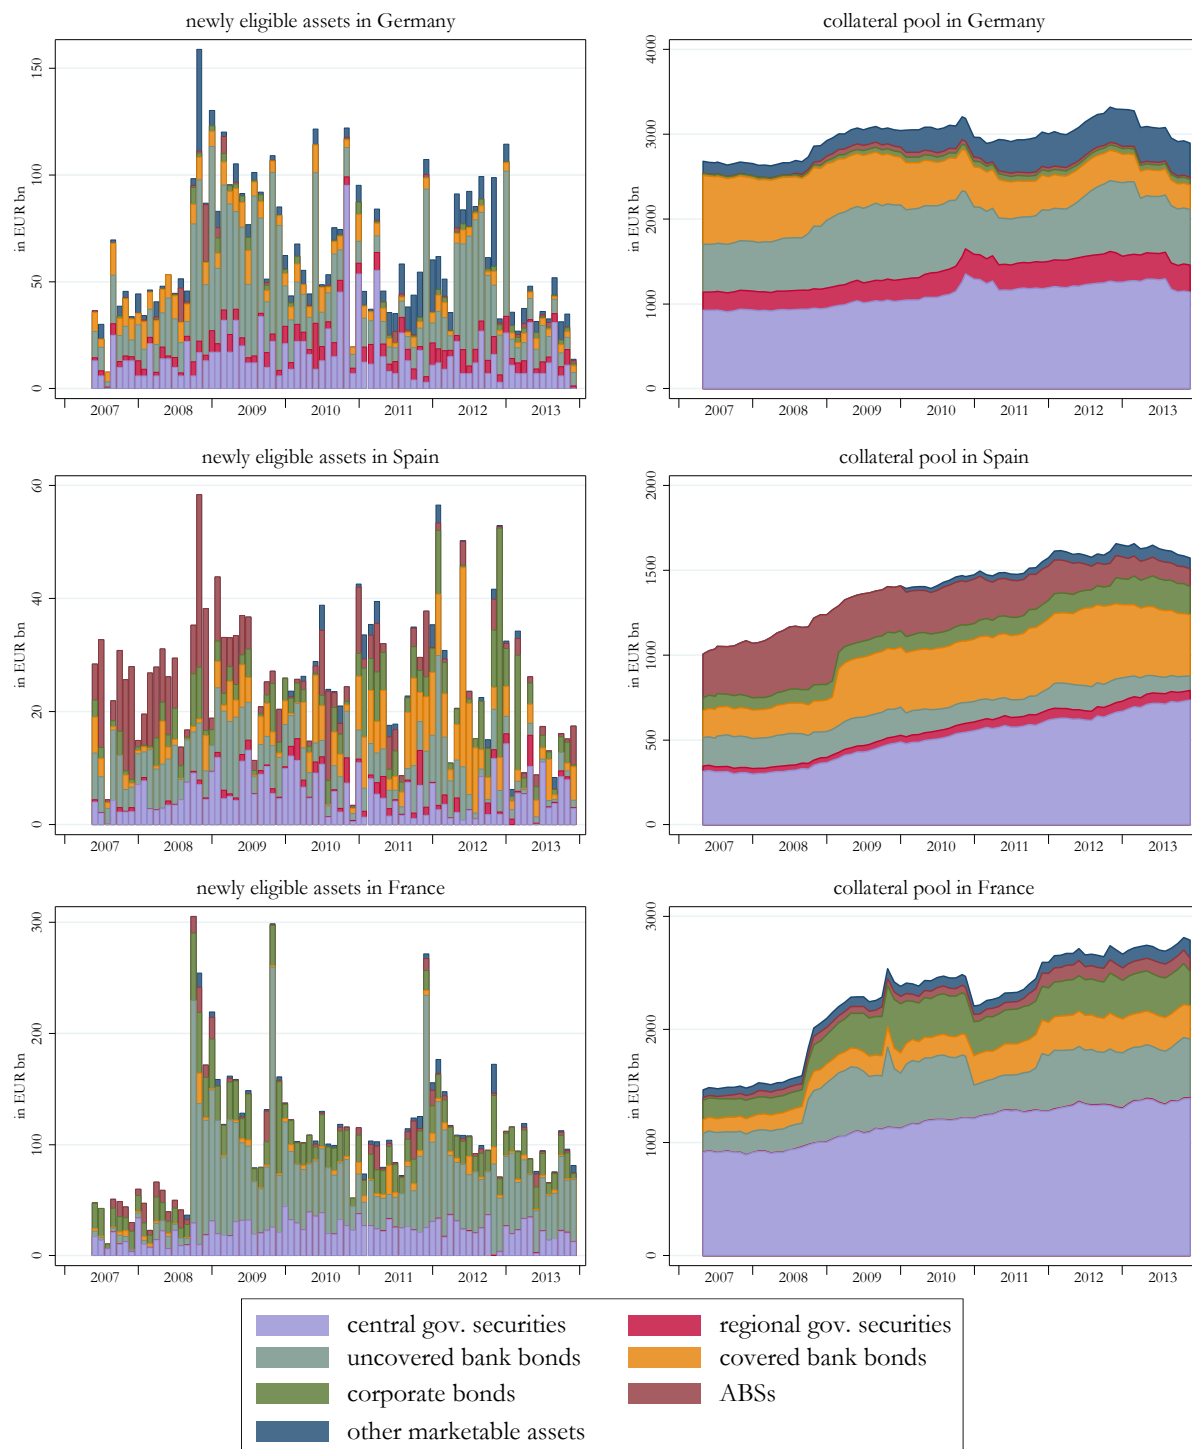 newly eligible assets in Germany
collateral pool in Germany
in EUR bn
0
50
100
150
2007 2008 2009 2010 2011 2012 2013
in EUR bn
0
1000
2000
3000
4000
2007 2008 2009 2010 2011 2012 2013
newly eligible assets in Spain
collateral pool in Spain
in EUR bn
0
20
40
60
2007 2008 2009 2010 2011 2012 2013
in EUR bn
0
500
1000
1500
2000
2007 2008 2009 2010 2011 2012 2013
newly eligible assets in France
collateral pool in France
in EUR bn
0
100
200
300
2007 2008 2009 2010 2011 2012 2013
in EUR bn
0
1000
2000
3000
2007 2008 2009 2010 2011 2012 2013
central gov. securities
regional gov. securities
uncovered bank bonds
covered bank bonds
corporate bonds
ABSs
other marketable assets